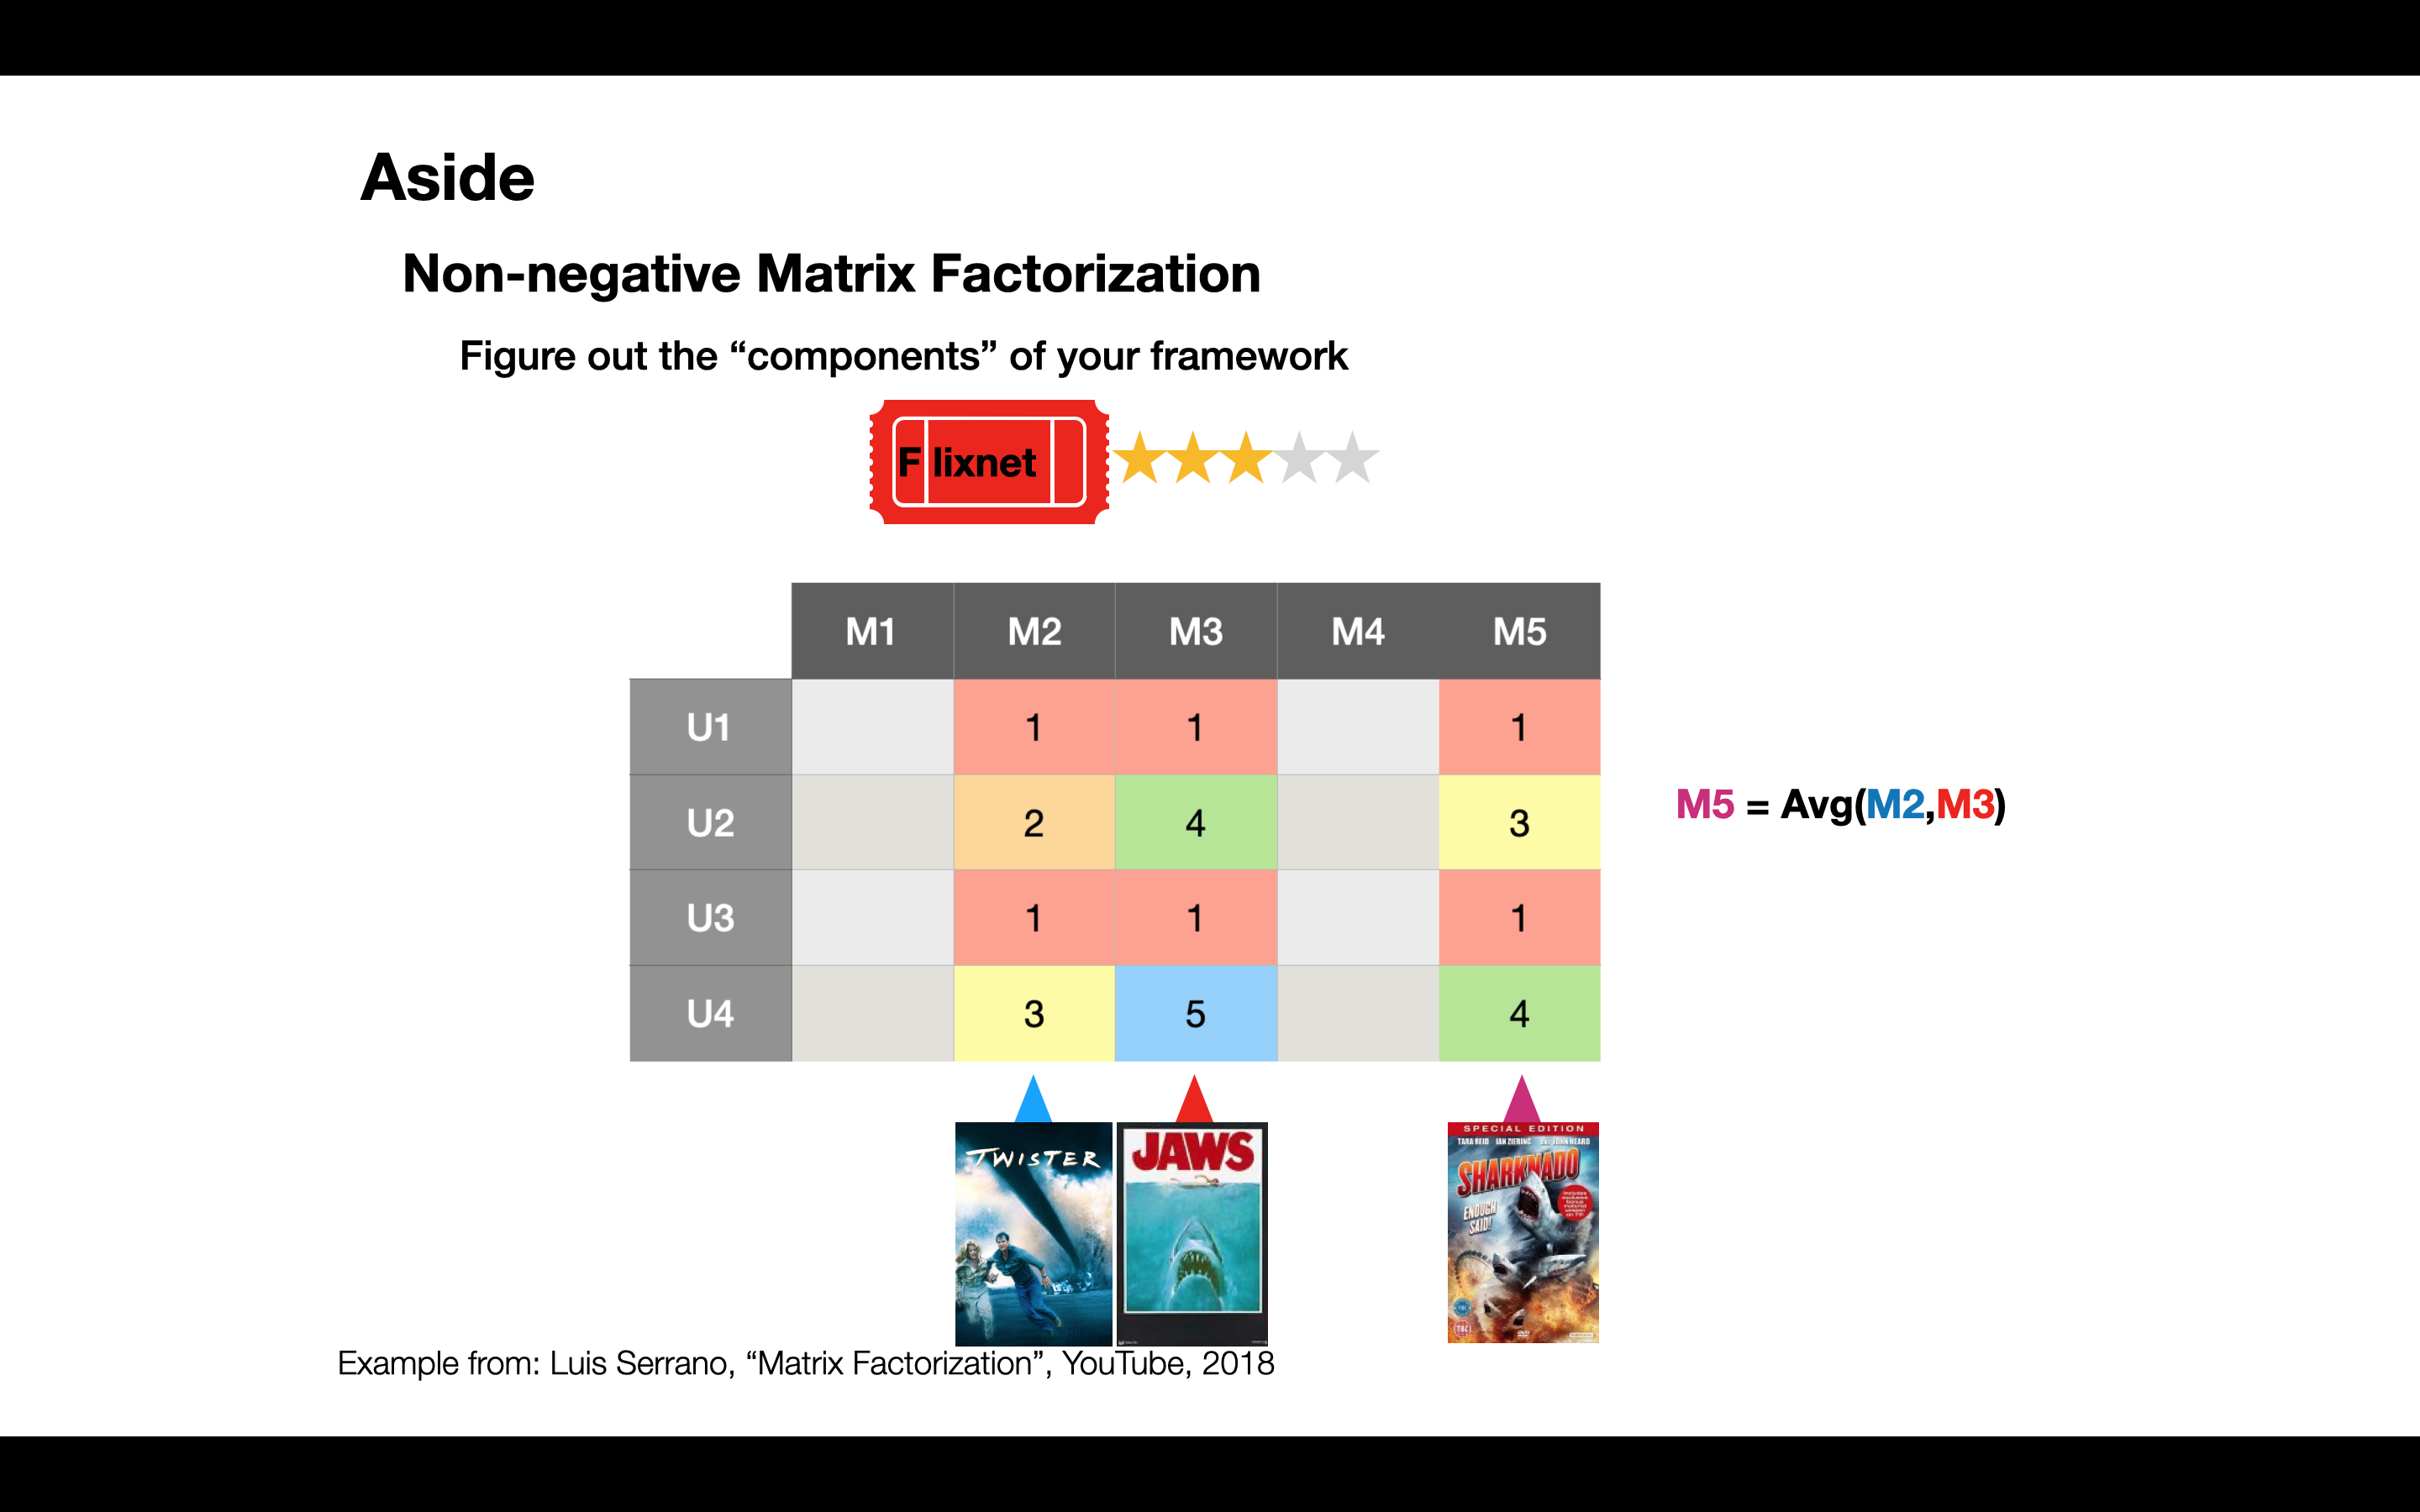 Aside
Non-negative Matrix Factorization
Figure out the “components” of your framework
F lixnet
M1 M2 M3 M4 M5
U1 1 1 1
U2 2 4 3
M5 = Avg(M2,M3)
U3 1 1 1
U4 3 5 4
TWISTER
JAWS
SPECIAL EDITION
TARA REID IAN ZIERING AND JOHN HEARD
SHARKNADO
ENOUGH
SAID!
Example from: Luis Serrano, “Matrix Factorization”, YouTube, 2018